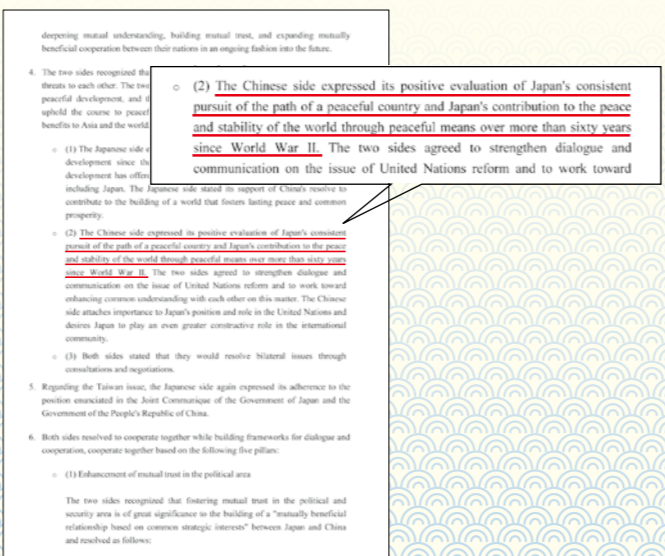 deepening mutual understanding, building mutual trust, and expanding mutually
beneficial cooperation between their nations in an ongoing fashion into the future.
4. The two sides recognized tha
threats to each other. The two
peaceful development, and th
uphold the course to peacef
benefits to Asia and the world.
○ (1) The Japanese side e
development since the
development has offere
including Japan. The Japanese side stated its support of China's resolve to
contribute to the building of a world that fosters lasting peace and common
prosperity.
○ (2) The Chinese side expressed its positive evaluation of Japan's consistent
pursuit of the path of a peaceful country and Japan's contribution to the peace
and stability of the world through peaceful means over more than sixty years
since World War II. The two sides agreed to strengthen dialogue and
communication on the issue of United Nations reform and to work toward
enhancing common understanding with each other on this matter. The Chinese
side attaches importance to Japan's position and role in the United Nations and
desires Japan to play an even greater constructive role in the international
community.
○ (3) Both sides stated that they would resolve bilateral issues through
consultations and negotiations.
5. Regarding the Taiwan issue, the Japanese side again expressed its adherence to the
position enunciated in the Joint Communique of the Government of Japan and the
Government of the People's Republic of China.
6. Both sides resolved to cooperate together while building frameworks for dialogue and
cooperation, cooperate together based on the following five pillars:
○ (1) Enhancement of mutual trust in the political area
The two sides recognized that fostering mutual trust in the political and
security area is of great significance to the building of a "mutually beneficial
relationship based on common strategic interests" between Japan and China
and resolved as follows:
○ (2) The Chinese side expressed its positive evaluation of Japan's consistent
pursuit of the path of a peaceful country and Japan's contribution to the peace
and stability of the world through peaceful means over more than sixty years
since World War II. The two sides agreed to strengthen dialogue and
communication on the issue of United Nations reform and to work toward